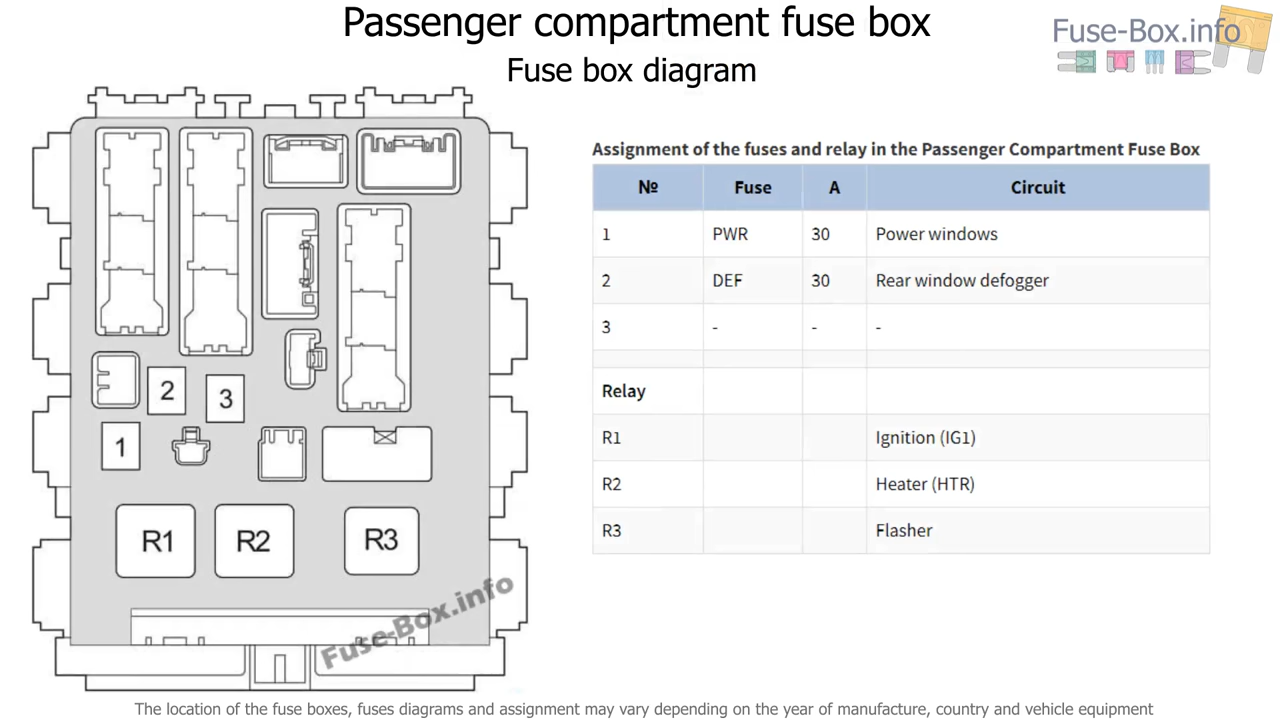 Passenger compartment fuse box
Fuse box diagram
Fuse-Box.info
Assignment of the fuses and relay in the Passenger Compartment Fuse Box
№ Fuse A Circuit
1 PWR 30 Power windows
2 DEF 30 Rear window defogger
3 - - -
Relay
R1 Ignition (IG1)
R2 Heater (HTR)
R3 Flasher
2
3
1
R1 R2 R3
Fuse-Box.info
The location of the fuse boxes, fuses diagrams and assignment may vary depending on the year of manufacture, country and vehicle equipment